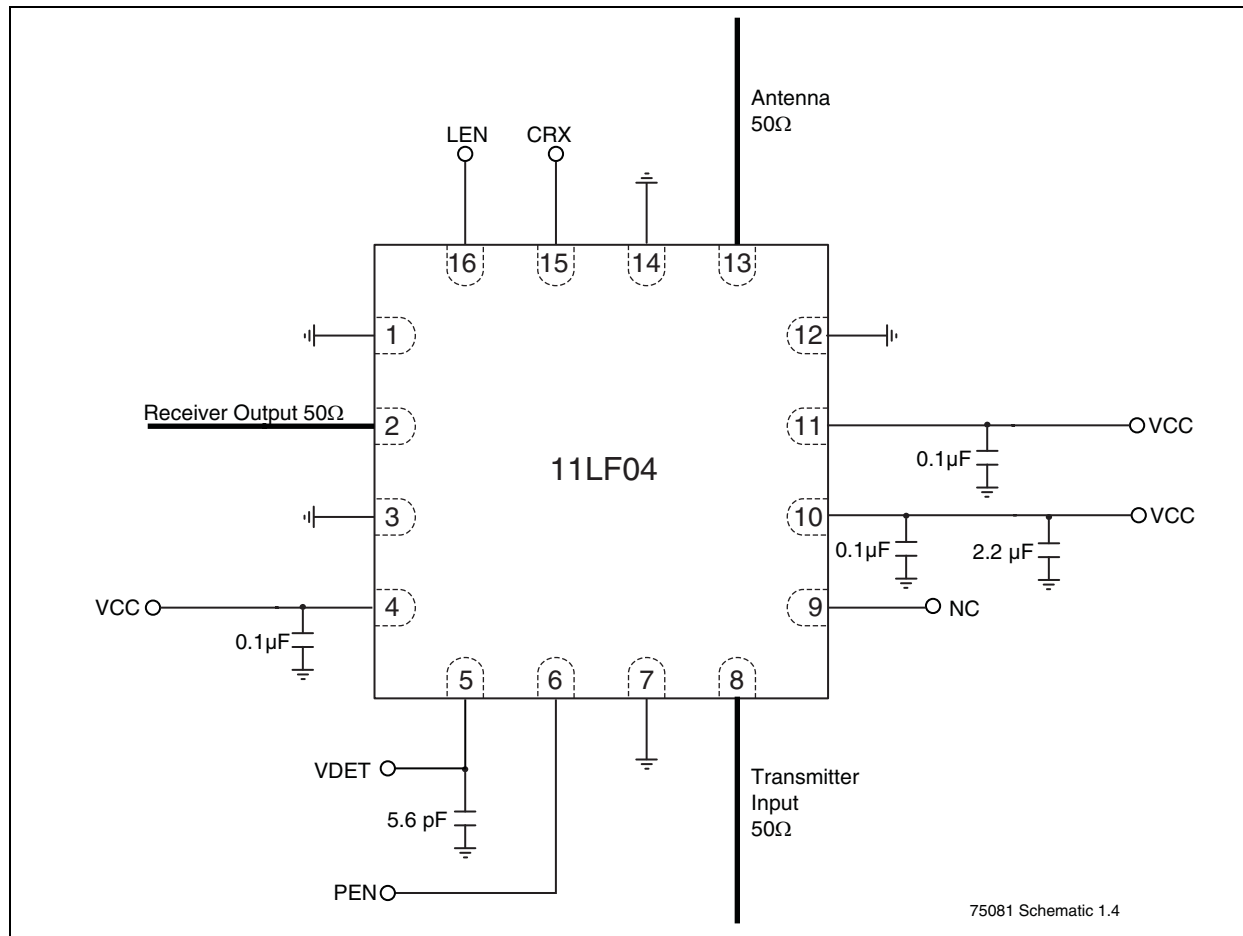 Antenna
50Ω
LEN
CRX
16
15
14
13
1
12
Receiver Output 50Ω
2
11
VCC
0.1µF
11LF04
3
10
VCC
0.1µF
2.2 µF
VCC
4
9
NC
0.1µF
5
6
7
8
VDET
Transmitter
Input
50Ω
5.6 pF
PEN
75081 Schematic 1.4